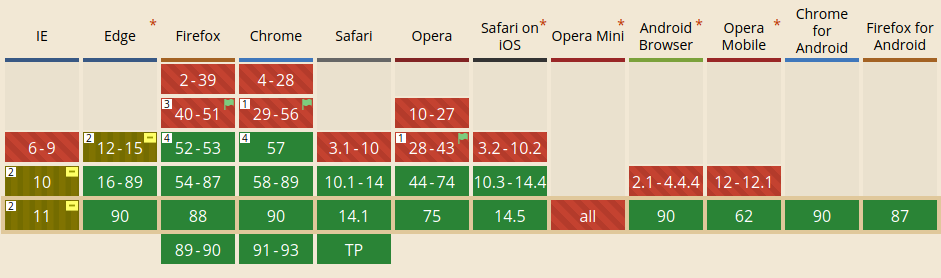 IE Edge * Firefox Chrome Safari Opera Safari on iOS * Opera Mini * Android Browser * Opera Mobile * Chrome for Android Firefox for Android
2-39 4-28
3 40-51 1 29-56 10-27
6-9 2 12-15 4 52-53 4 57 3.1-10 1 28-43 3.2-10.2
2 10 16-89 54-87 58-89 10.1-14 44-74 10.3-14.4 2.1-4.4.4 12-12.1
2 11 90 88 90 14.1 75 14.5 all 90 62 90 87
89-90 91-93 TP